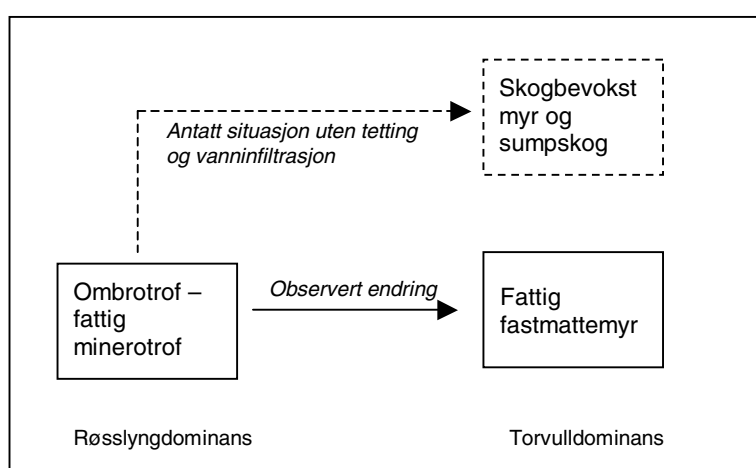 Skogbevokst
myr og
sumpskog
Antatt situasjon uten tetting
og vanninfiltrasjon
Ombrotrof –
fattig
minerotrof
Observert endring
Fattig
fastmattemyr
Røsslyngdominans
Torvulldominans